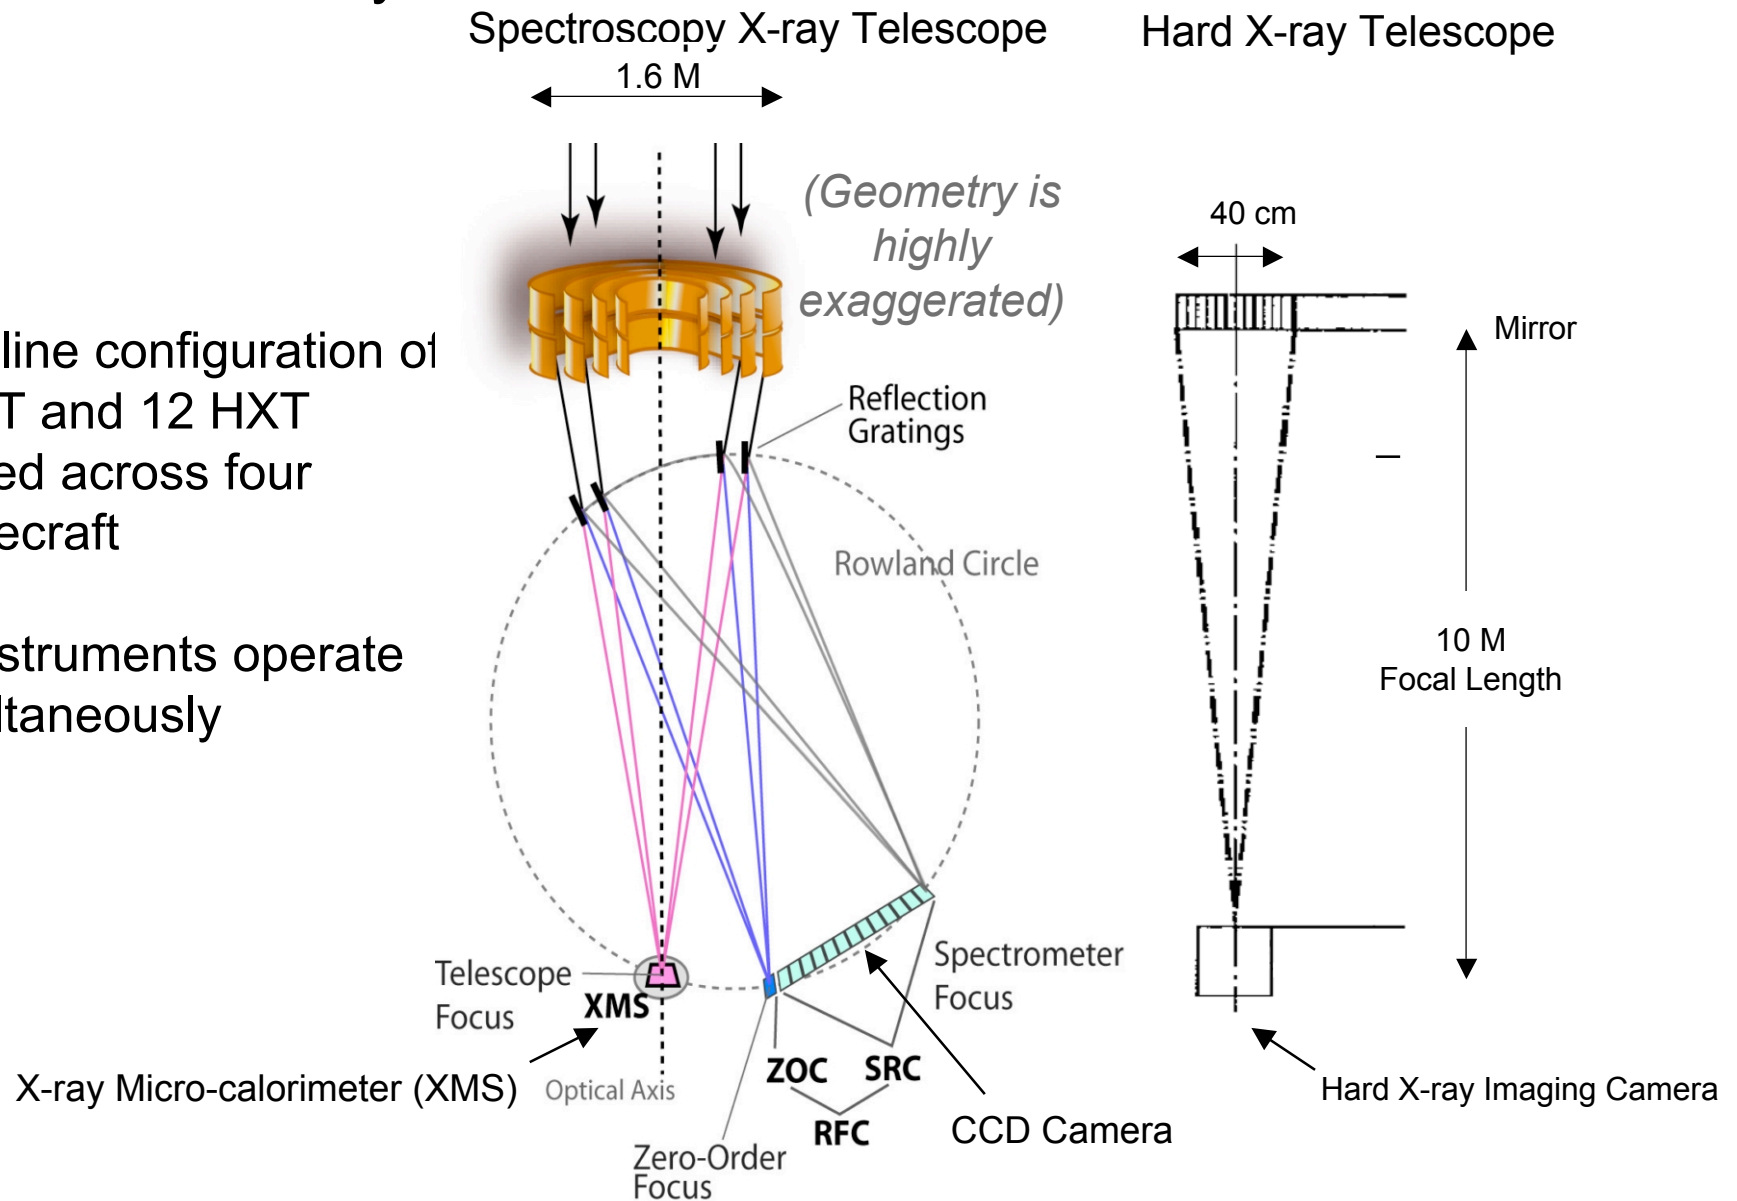 Spectroscopy X-ray Telescope
Hard X-ray Telescope
1.6 M
(Geometry is
highly
exaggerated)
40 cm
Mirror
line configuration of
T and 12 HXT
ed across four
ecraft
Reflection
Gratings
Rowland Circle
struments operate
ltaneously
10 M
Focal Length
Telescope
Focus
XMS
Spectrometer
Focus
ZOC
SRC
RFC
X-ray Micro-calorimeter (XMS)
Optical Axis
Hard X-ray Imaging Camera
CCD Camera
Zero-Order
Focus